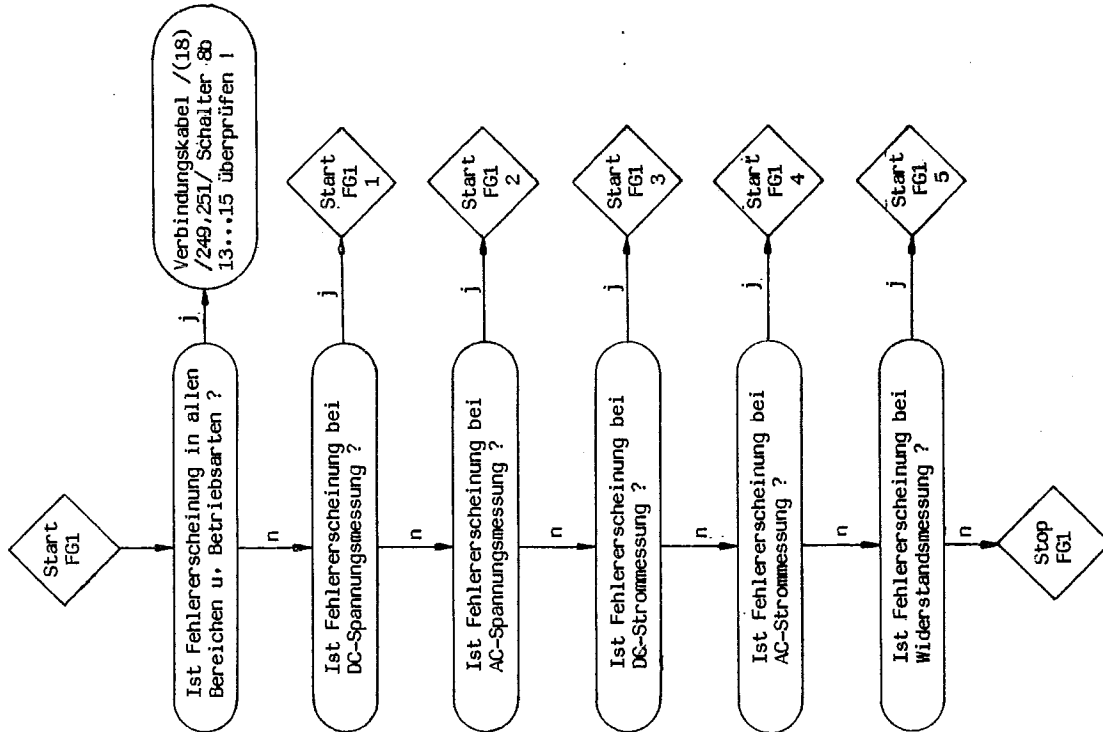 Start
FG1
Ist Fehlererscheinung in allen
Bereichen u. Betriebsarten ?
j
Verbindungskabel /(18)
/249,251/ Schalter 8b
13...15 überprüfen !
n
Ist Fehlererscheinung bei
DC-Spannungsmessung ?
j
Start
FG1
1
n
Ist Fehlererscheinung bei
AC-Spannungsmessung ?
j
Start
FG1
2
n
Ist Fehlererscheinung bei
DC-Strommessung ?
j
Start
FG1
3
n
Ist Fehlererscheinung bei
AC-Strommessung ?
j
Start
FG1
4
n
Ist Fehlererscheinung bei
Widerstandsmessung ?
j
Start
FG1
5
n
Stop
FG1